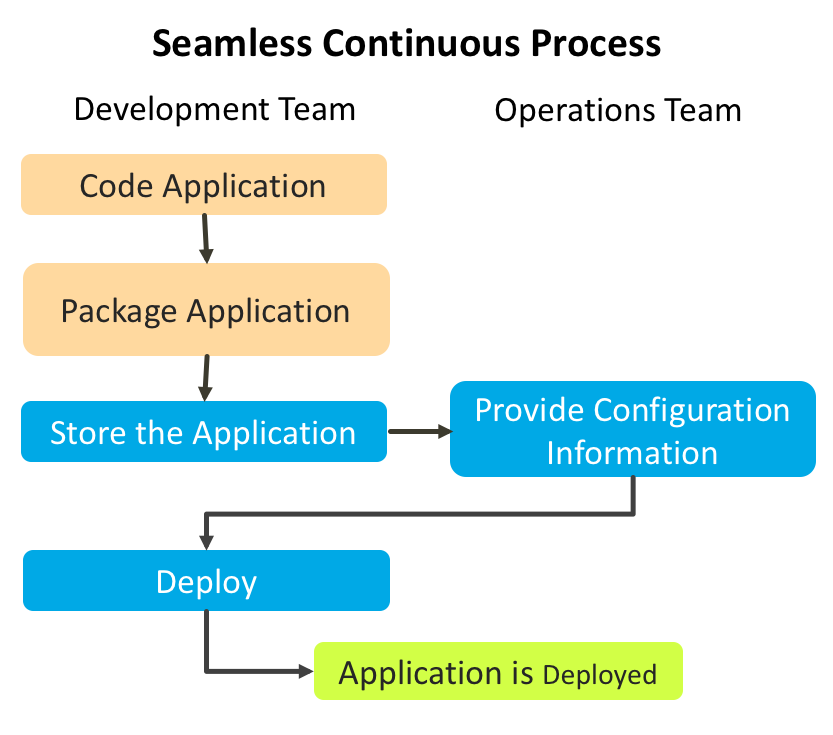 Seamless Continuous Process
Development Team
Operations Team
Code Application
Package Application
Store the Application
Provide Configuration
Information
Deploy
Application is Deployed